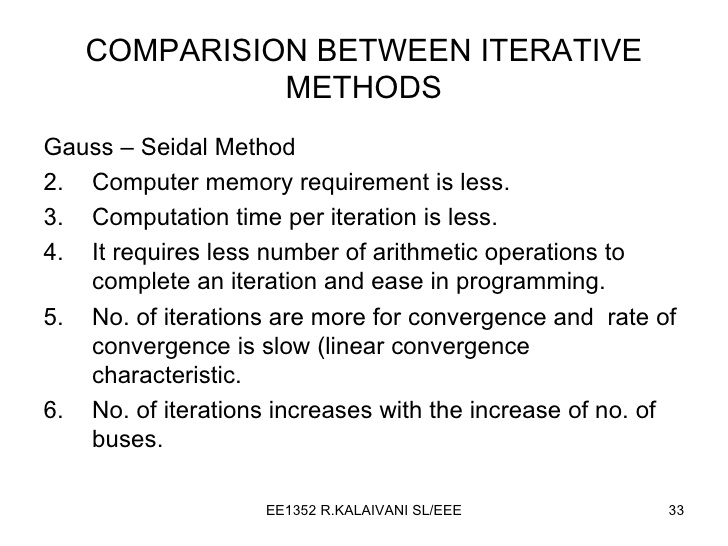 COMPARISION BETWEEN ITERATIVE
METHODS
Gauss – Seidal Method
2. Computer memory requirement is less.
3. Computation time per iteration is less.
4. It requires less number of arithmetic operations to
complete an iteration and ease in programming.
5. No. of iterations are more for convergence and  rate of
convergence is slow (linear convergence
characteristic.
6. No. of iterations increases with the increase of no. of
buses.
EE1352 R.KALAIVANI SL/EEE 33